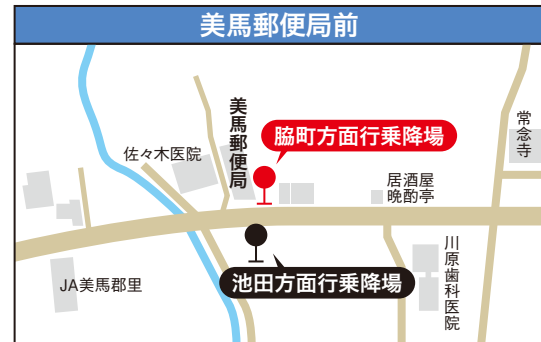 美馬郵便局前
美馬郵便局
脇町方面行乗降場
常念寺
佐々木医院
居酒屋
晩酌亭
川原歯科医院
池田方面行乗降場
JA美馬郡里